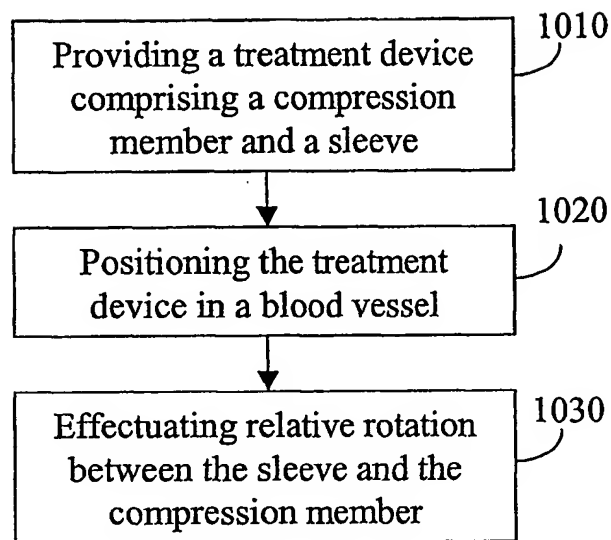 1010
Providing a treatment device
comprising a compression
member and a sleeve
1020
Positioning the treatment
device in a blood vessel
1030
Effectuating relative rotation
between the sleeve and the
compression member